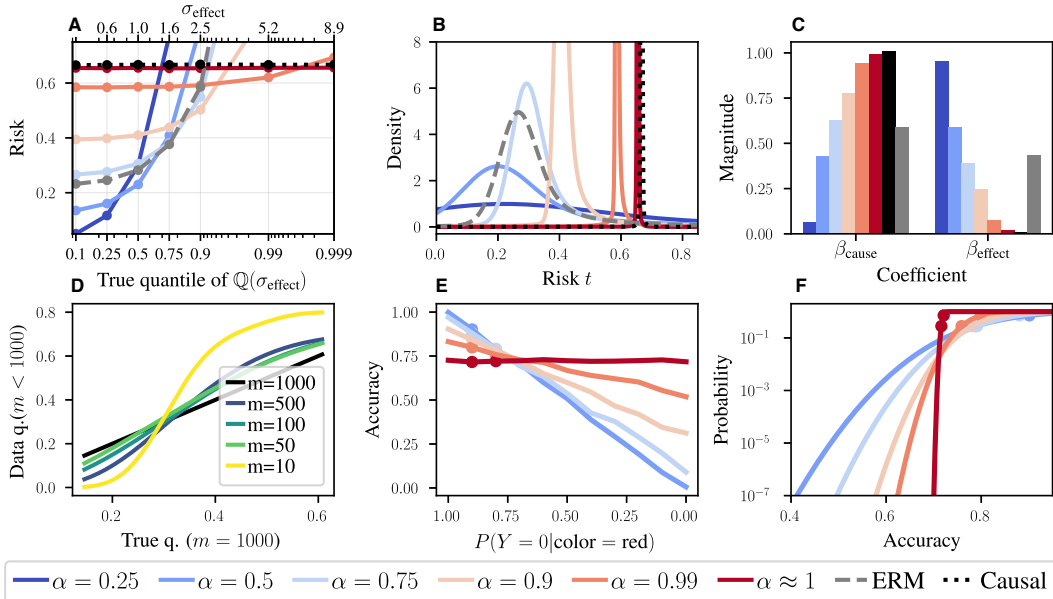 A
σ_effect
0.6 1.0 1.6 2.5 5.2 8.9
Risk
0.6
0.4
0.2
0.1 0.25 0.5 0.75 0.9 0.99 0.999
True quantile of ℚ(σ_effect)
B
Density
8
6
4
2
0
0.0 0.2 0.4 0.6 0.8
Risk t
C
Magnitude
1.00
0.75
0.50
0.25
0.00
β_cause β_effect
Coefficient
D
Data q.(m < 1000)
0.8
0.6
0.4
0.2
0.0
m=1000
m=500
m=100
m=50
m=10
0.2 0.4 0.6
True q. (m = 1000)
E
Accuracy
1.00
0.75
0.50
0.25
0.00
1.00 0.75 0.50 0.25 0.00
P(Y = 0|color = red)
F
Probability
10⁻¹
10⁻³
10⁻⁵
10⁻⁷
0.4 0.6 0.8
Accuracy
α = 0.25 α = 0.5 α = 0.75 α = 0.9 α = 0.99 α ≈ 1 ERM Causal